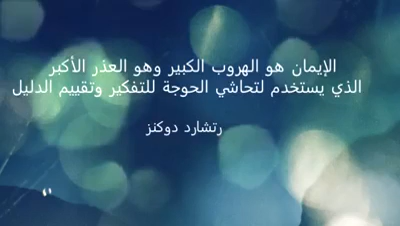 الإيمان هو الهروب الكبير وهو العذر الأكبر
الذي يستخدم لتحاشي الحوجة للتفكير وتقييم الدليل
رتشارد دوكنز
"